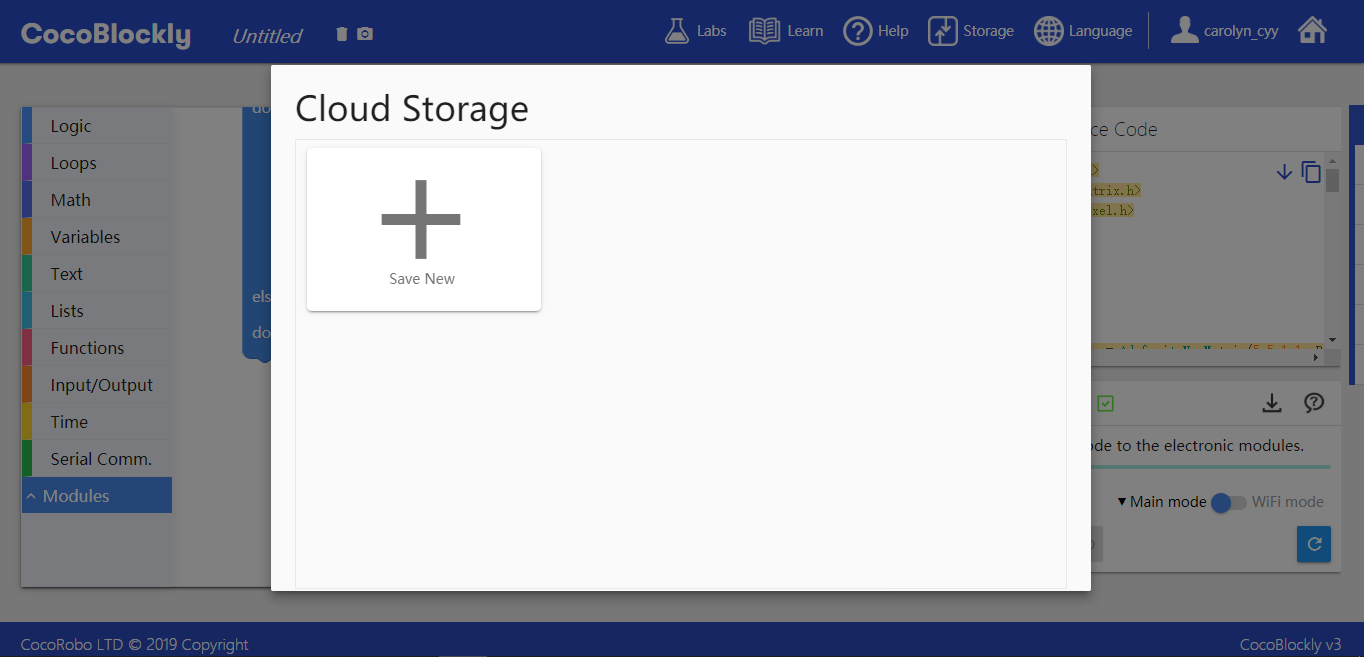 CocoBlockly
Untitled
Labs
Learn
Help
Storage
Language
carolyn_cyy
Cloud Storage
Save New
Logic
Loops
Math
Variables
Text
Lists
Functions
Input/Output
Time
Serial Comm.
Modules
do
els
do
ce Code
>
trix.h>
xel.h>
ode to the electronic modules.
Main mode
WiFi mode
CocoRobo LTD © 2019 Copyright
CocoBlockly v3